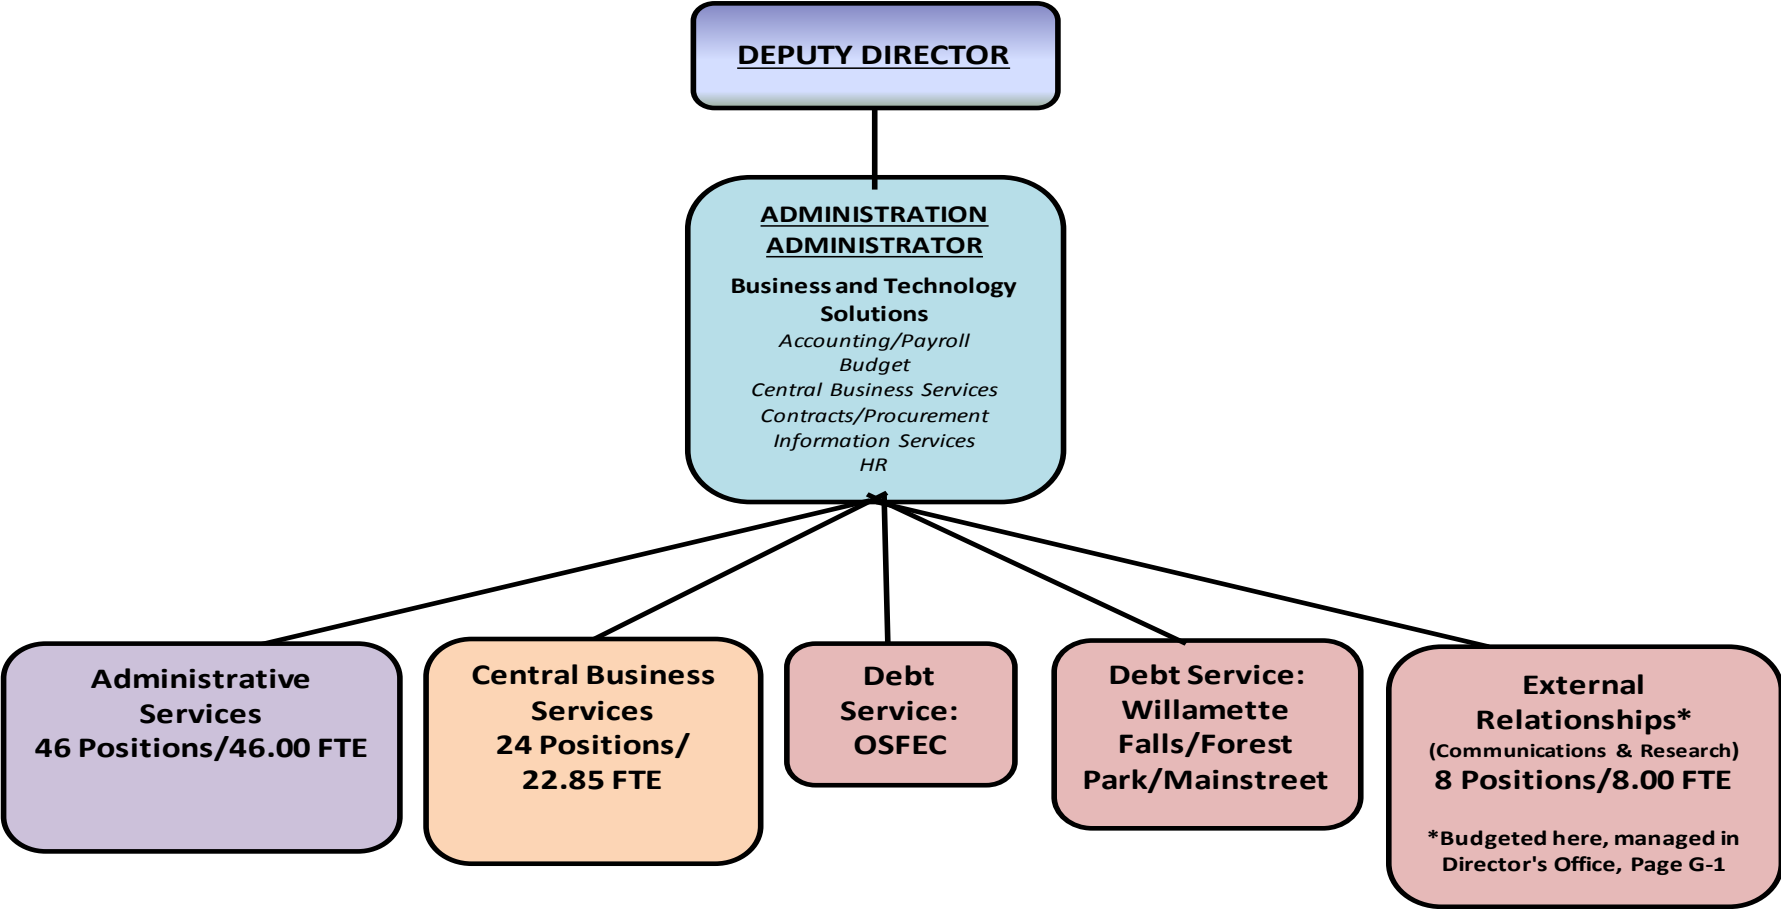 DEPUTY DIRECTOR
ADMINISTRATION
ADMINISTRATOR
Business and Technology
Solutions
Accounting/Payroll
Budget
Central Business Services
Contracts/Procurement
Information Services
HR
Administrative
Services
46 Positions/46.00 FTE
Central Business
Services
24 Positions/
22.85 FTE
Debt
Service:
OSFEC
Debt Service:
Willamette
Falls/Forest
Park/Mainstreet
External
Relationships*
(Communications & Research)
8 Positions/8.00 FTE
*Budgeted here, managed in
Director's Office, Page G-1